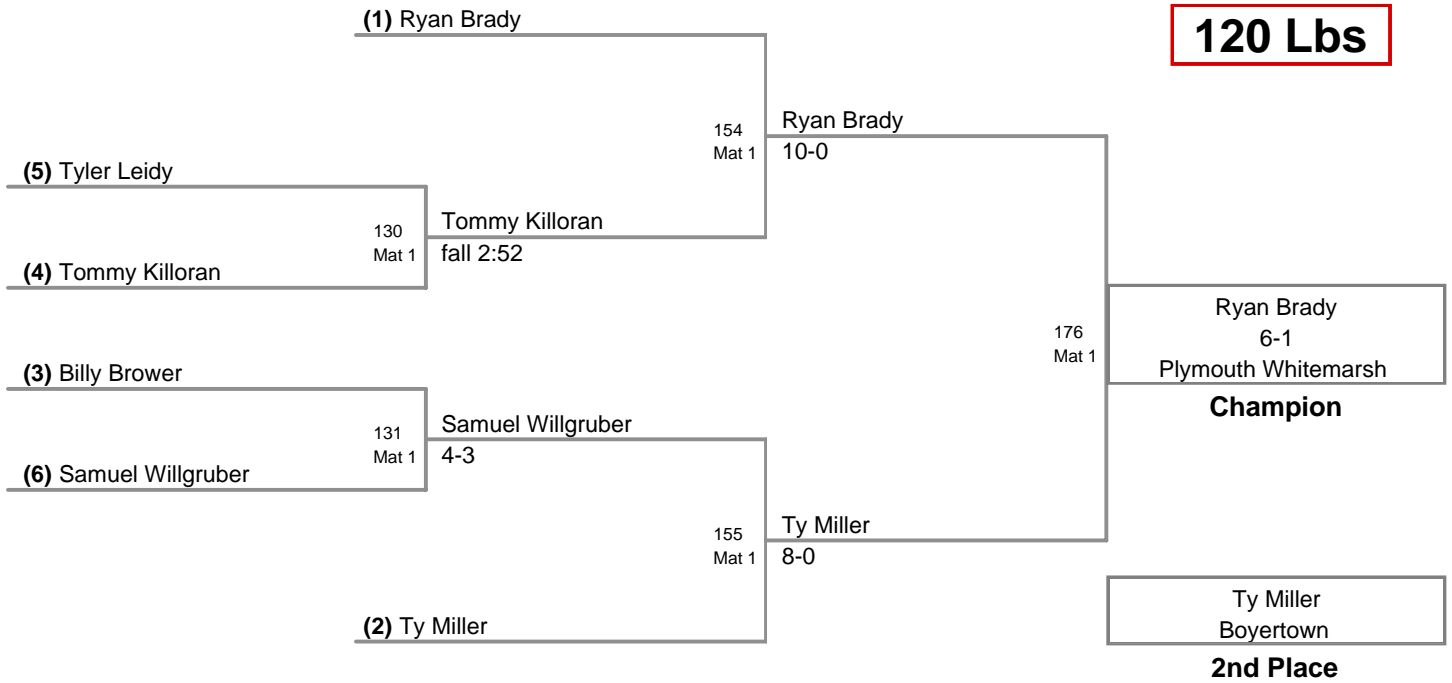 (1) Ryan Brady
120 Lbs
154
Mat 1
Ryan Brady
10-0
(5) Tyler Leidy
130
Mat 1
Tommy Killoran
fall 2:52
(4) Tommy Killoran
176
Mat 1
Ryan Brady
6-1
Plymouth Whitemarsh
Champion
(3) Billy Brower
131
Mat 1
Samuel Willgruber
4-3
(6) Samuel Willgruber
155
Mat 1
Ty Miller
8-0
(2) Ty Miller
Ty Miller
Boyertown
2nd Place